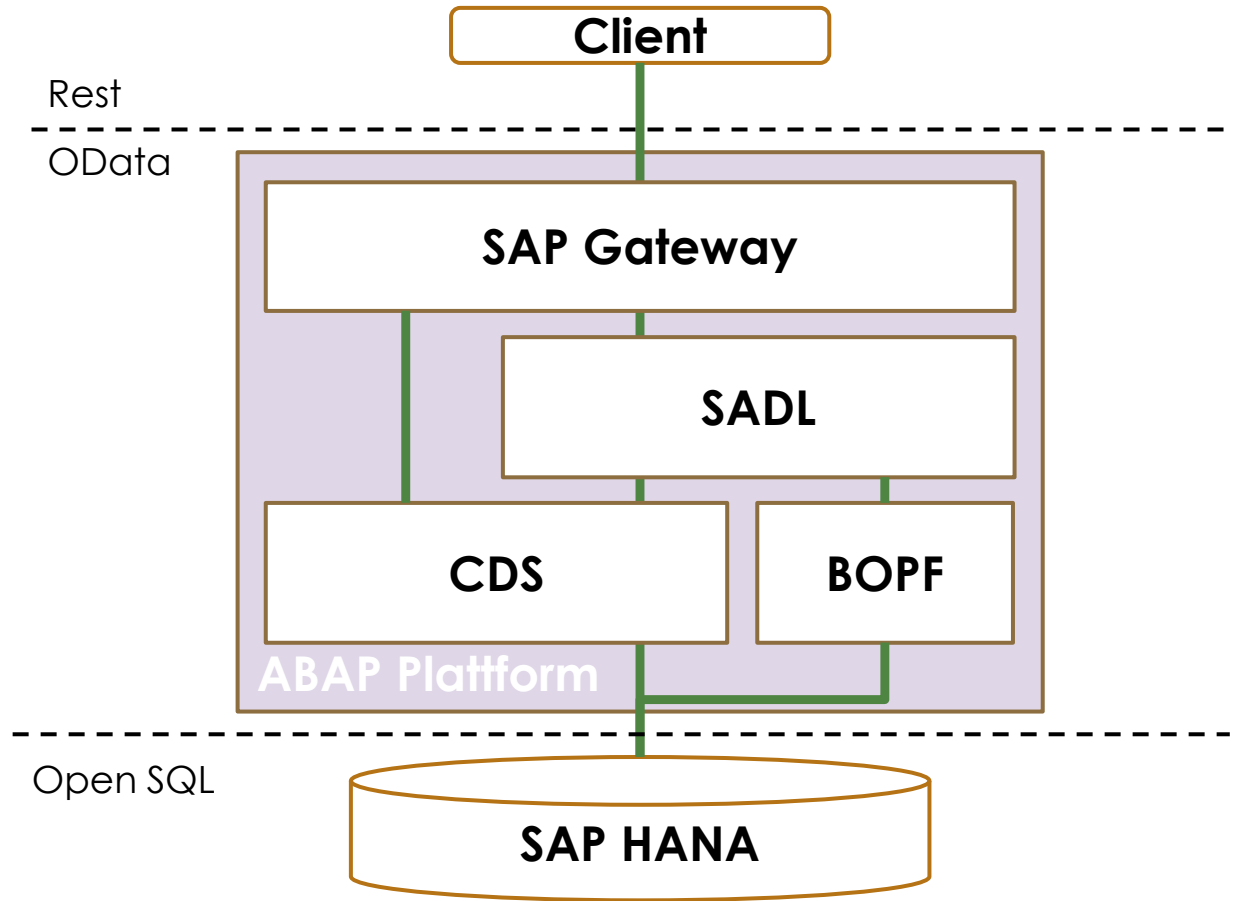 Client
Rest
OData
SAP Gateway
SADL
CDS
BOPF
ABAP Plattform
Open SQL
SAP HANA